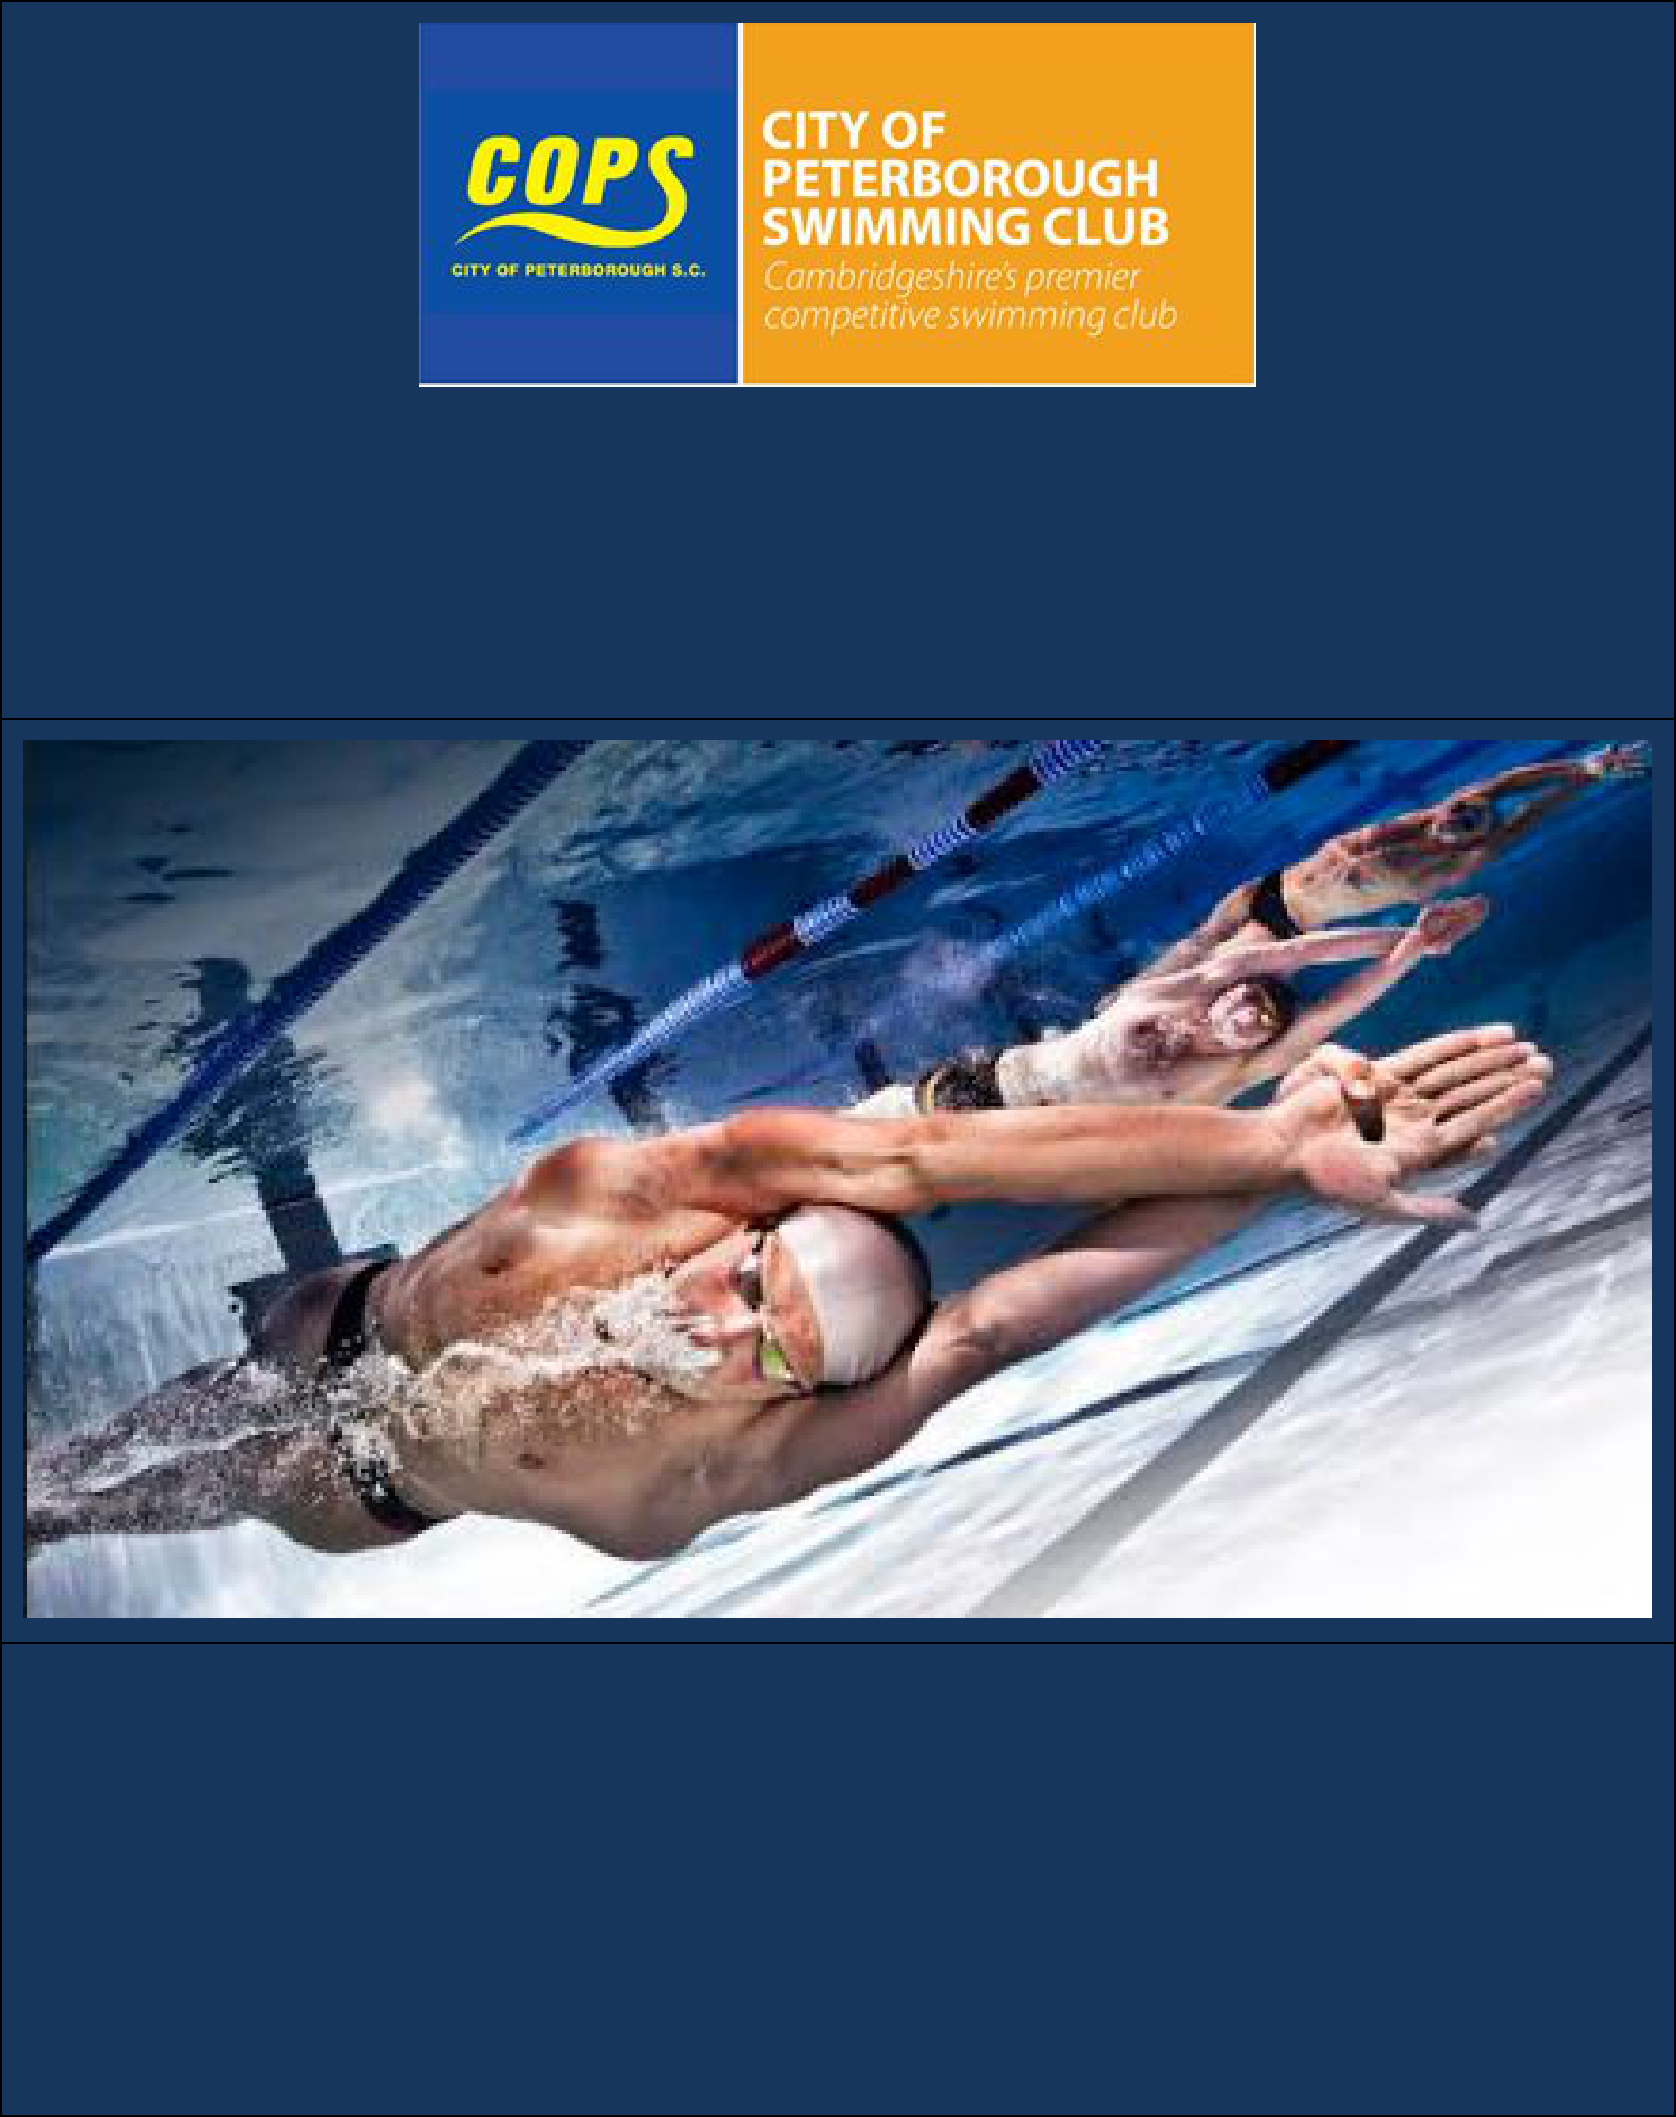 COPS
CITY OF PETERBOROUGH S.C.
CITY OF
PETERBOROUGH
SWIMMING CLUB
Cambridgeshire's premier
competitive swimming club